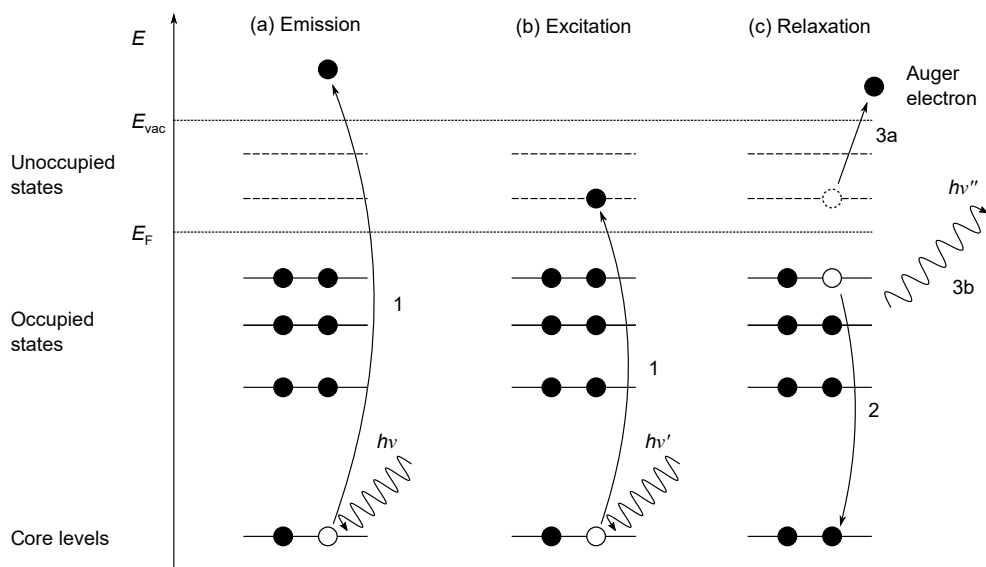 (a) Emission
(b) Excitation
(c) Relaxation
E
Auger
electron
E_vac
3a
Unoccupied
states
hν″
E_F
3b
1
Occupied
states
1
2
hν
hν′
Core levels